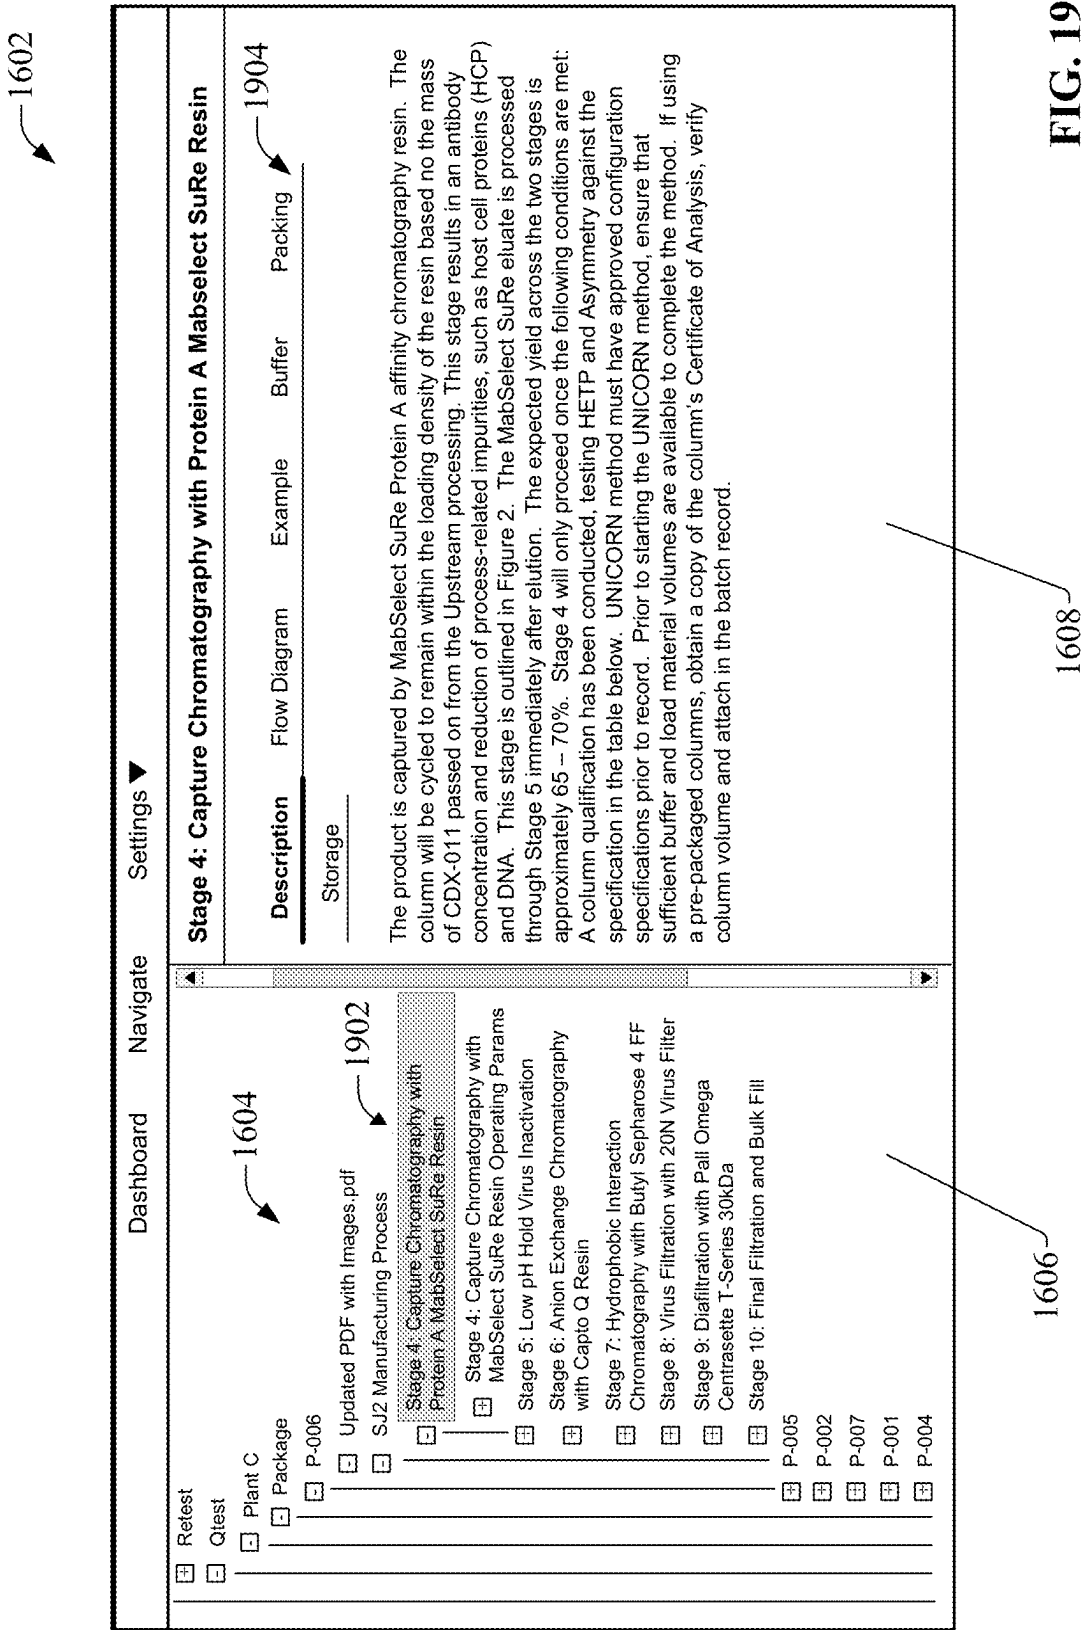 1602
Dashboard
Navigate
Settings ▼
Retest
Qtest
Plant C
Package
P-006
Updated PDF with Images.pdf
SJ2 Manufacturing Process
Stage 4: Capture Chromatography with
Protein A MabSelect SuRe Resin
Stage 4: Capture Chromatography with
MabSelect SuRe Resin Operating Params
Stage 5: Low pH Hold Virus Inactivation
Stage 6: Anion Exchange Chromatography
with Capto Q Resin
Stage 7: Hydrophobic Interaction
Chromatography with Butyl Sepharose 4 FF
Stage 8: Virus Filtration with 20N Virus Filter
Stage 9: Diafiltration with Pall Omega
Centrasette T-Series 30kDa
Stage 10: Final Filtration and Bulk Fill
P-005
P-002
P-007
P-001
P-004
1604
1902
Stage 4: Capture Chromatography with Protein A Mabselect SuRe Resin
Description
Flow Diagram
Example
Buffer
Packing
Storage
1904
The product is captured by MabSelect SuRe Protein A affinity chromatography resin. The
column will be cycled to remain within the loading density of the resin based no the mass
of CDX-011 passed on from the Upstream processing. This stage results in an antibody
concentration and reduction of process-related impurities, such as host cell proteins (HCP)
and DNA. This stage is outlined in Figure 2. The MabSelect SuRe eluate is processed
through Stage 5 immediately after elution. The expected yield across the two stages is
approximately 65 – 70%. Stage 4 will only proceed once the following conditions are met:
A column qualification has been conducted, testing HETP and Asymmetry against the
specification in the table below. UNICORN method must have approved configuration
specifications prior to record. Prior to starting the UNICORN method, ensure that
sufficient buffer and load material volumes are available to complete the method. If using
a pre-packaged columns, obtain a copy of the column's Certificate of Analysis, verify
column volume and attach in the batch record.
1606
1608
FIG. 19